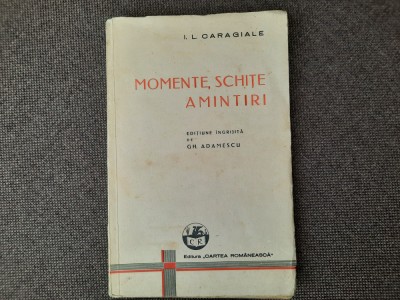 I. L. CARAGIALE
MOMENTE, SCHIȚE
AMINTIRI
EDIȚIUNE ÎNGRIJITĂ
DE
GH. ADAMESCU
C. R.
Editura „CARTEA ROMÂNEASCĂ"